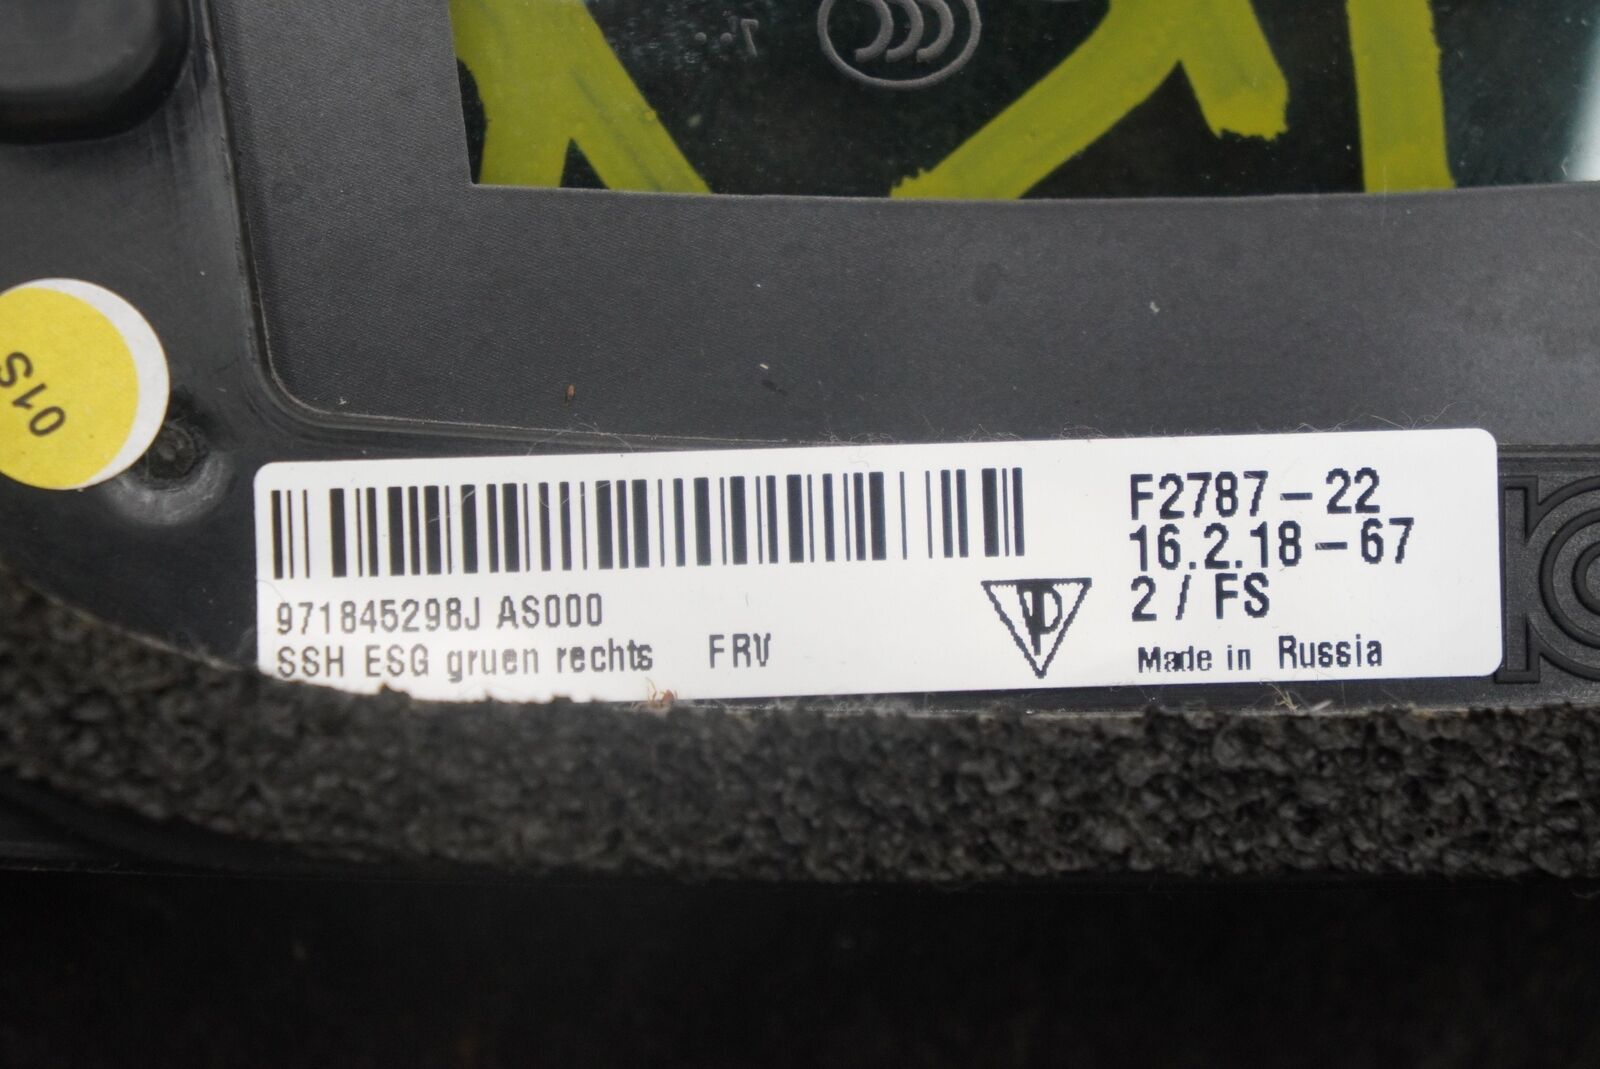 01S
F2787-22
16.2.18-67
2 / FS
971845298J AS000
SSH ESG gruen rechts FRV
Made in Russia